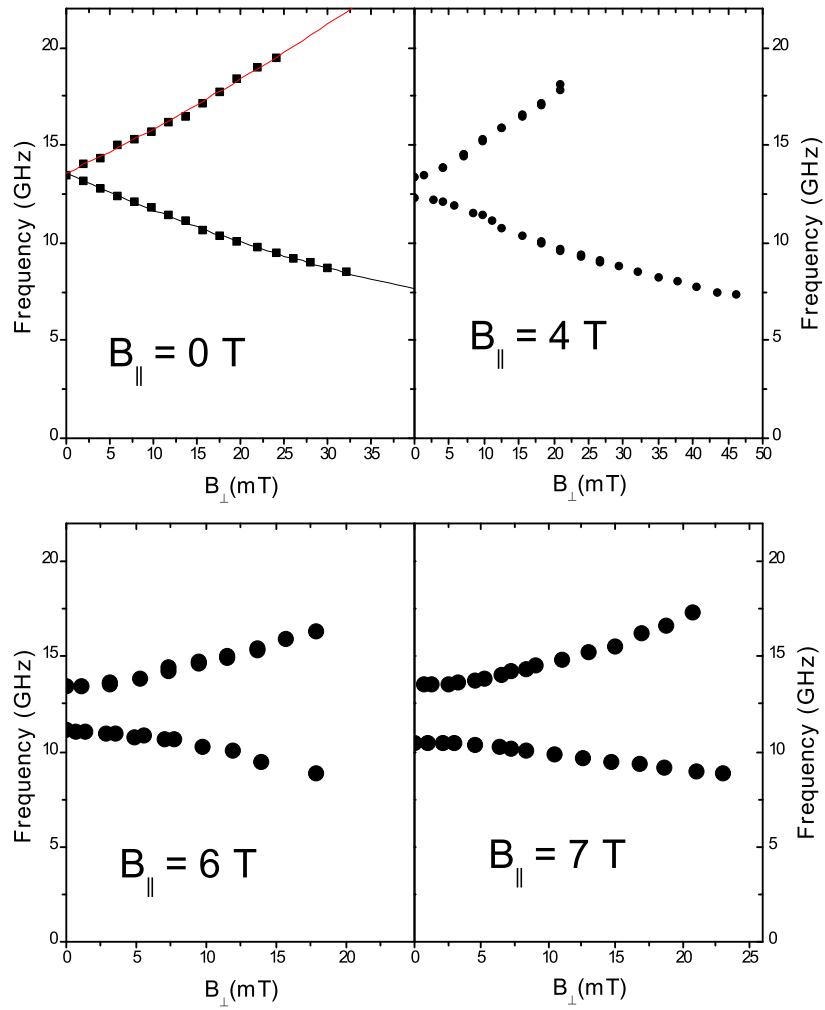 20
15
10
5
0
Frequency (GHz)
B∥ = 0 T
0 5 10 15 20 25 30 35
B⊥(mT)
20
15
10
5
0
Frequency (GHz)
B∥ = 4 T
0 5 10 15 20 25 30 35 40 45 50
B⊥(mT)
20
15
10
5
0
Frequency (GHz)
B∥ = 6 T
0 5 10 15 20
B⊥(mT)
20
15
10
5
0
Frequency (GHz)
B∥ = 7 T
0 5 10 15 20 25
B⊥(mT)